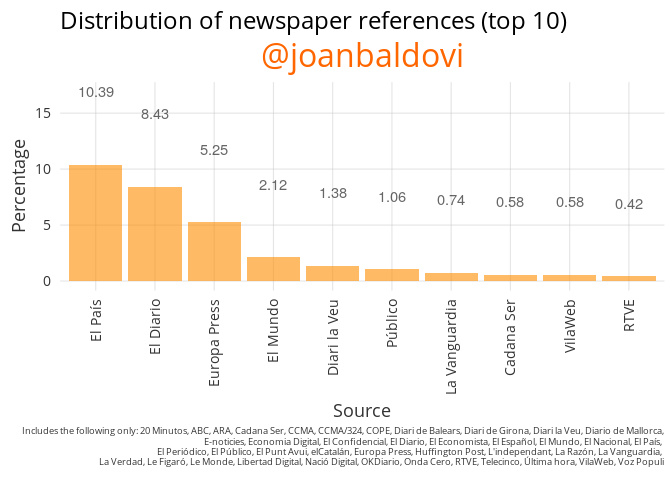 Distribution of newspaper references (top 10)
@joanbaldovi
10.39
8.43
5.25
2.12
1.38
1.06
0.74
0.58
0.58
0.42
Percentage
15
10
5
0
El País
El Diario
Europa Press
El Mundo
Diari la Veu
Público
La Vanguardia
Cadana Ser
VilaWeb
RTVE
Source
Includes the following only: 20 Minutos, ABC, ARA, Cadana Ser, CCMA, CCMA/324, COPE, Diari de Balears, Diari de Girona, Diari la Veu, Diario de Mallorca,
E-noticies, Economia Digital, El Confidencial, El Diario, El Economista, El Español, El Mundo, El Nacional, El País,
El Periódico, El Público, El Punt Avui, elCatalán, Europa Press, Huffington Post, L'independant, La Razón, La Vanguardia,
La Verdad, Le Figaró, Le Monde, Libertad Digital, Nació Digital, OKDiario, Onda Cero, RTVE, Telecinco, Última hora, VilaWeb, Voz Populi